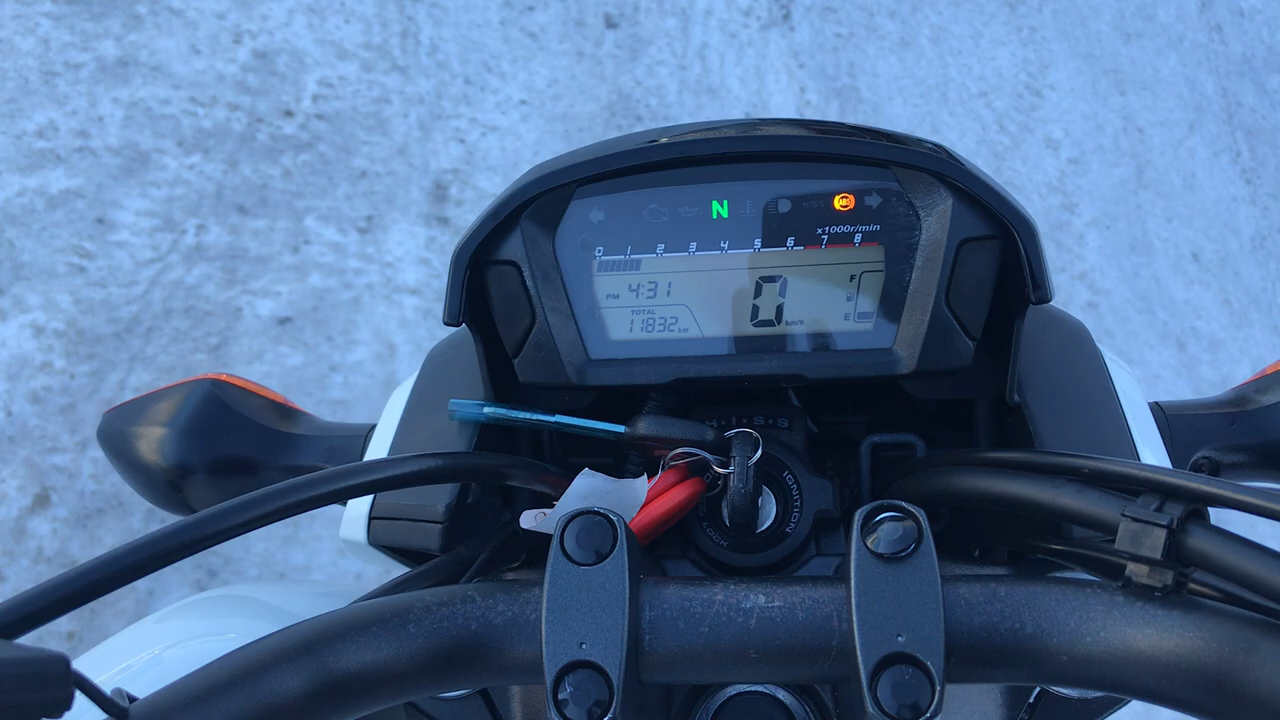 N HISS ABS
x1000r/min
0 1 2 3 4 5 6 7 8
PM 4:31
TOTAL
11832 km
0 km/h
F
E
H·I·S·S
IGNITION
LOCK